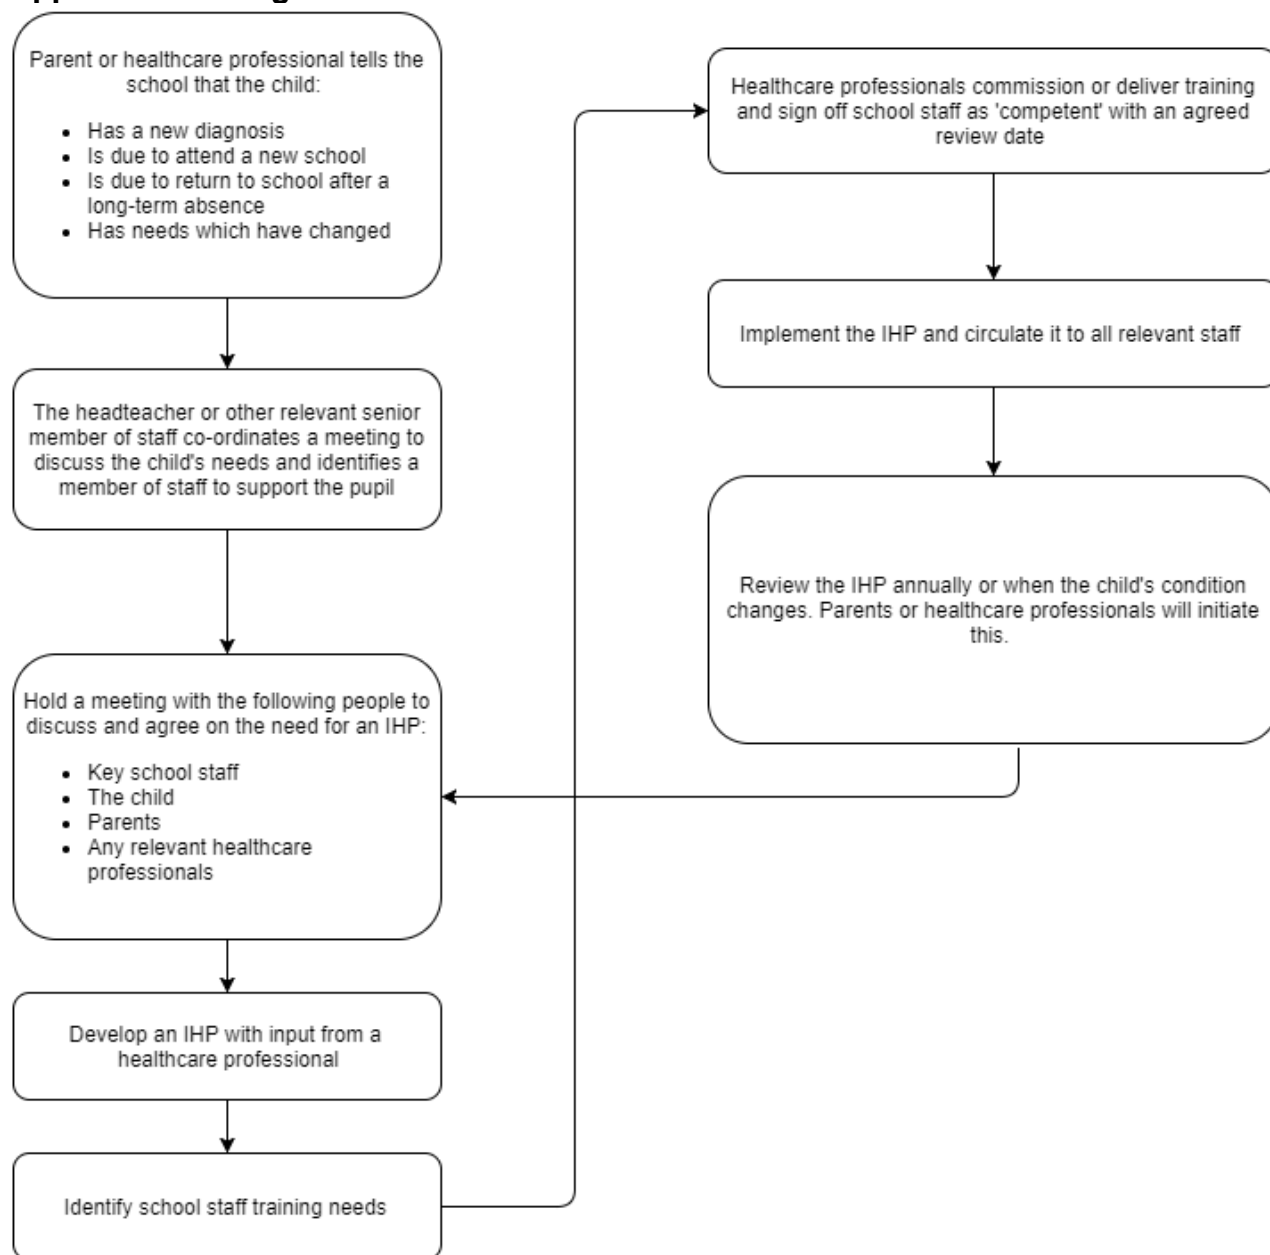 Parent or healthcare professional tells the
school that the child:
• Has a new diagnosis
• Is due to attend a new school
• Is due to return to school after a
long-term absence
• Has needs which have changed
The headteacher or other relevant senior
member of staff co-ordinates a meeting to
discuss the child's needs and identifies a
member of staff to support the pupil
Hold a meeting with the following people to
discuss and agree on the need for an IHP:
• Key school staff
• The child
• Parents
• Any relevant healthcare
professionals
Develop an IHP with input from a
healthcare professional
Identify school staff training needs
Healthcare professionals commission or deliver training
and sign off school staff as 'competent' with an agreed
review date
Implement the IHP and circulate it to all relevant staff
Review the IHP annually or when the child's condition
changes. Parents or healthcare professionals will initiate
this.